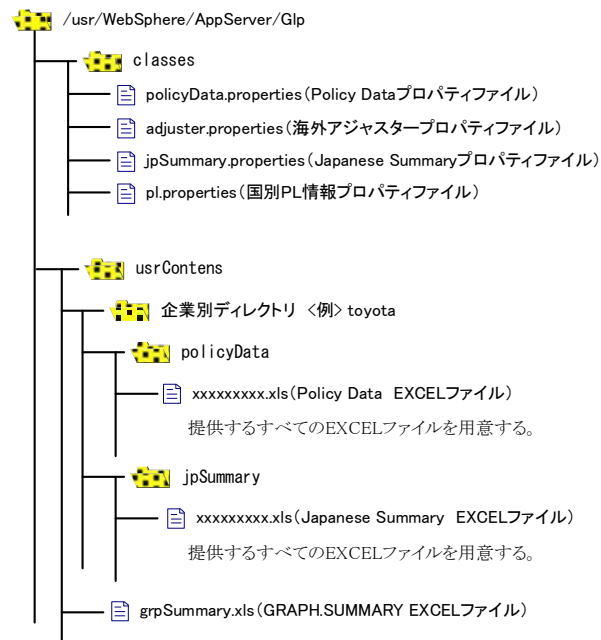 /usr/WebSphere/AppServer/Glp
classes
policyData.properties（Policy Dataプロパティファイル）
adjuster.properties（海外アジャスタープロパティファイル）
jpSummary.properties（Japanese Summaryプロパティファイル）
pl.properties（国別PL情報プロパティファイル）
usrContens
企業別ディレクトリ <例> toyota
policyData
xxxxxxxxx.xls（Policy Data EXCELファイル）
提供するすべてのEXCELファイルを用意する。
jpSummary
xxxxxxxxx.xls（Japanese Summary EXCELファイル）
提供するすべてのEXCELファイルを用意する。
grpSummary.xls（GRAPH.SUMMARY EXCELファイル）